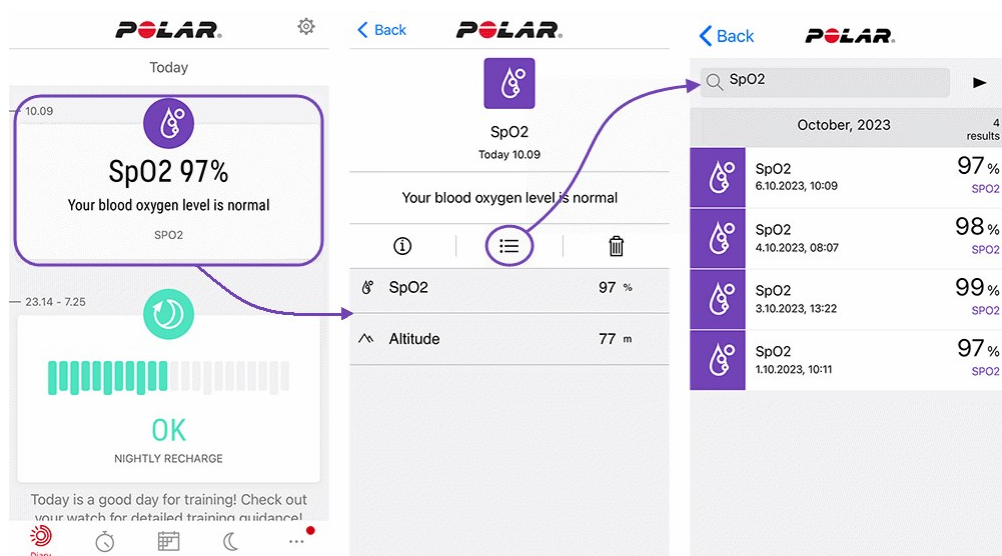 POLAR.
Today
10.09
SpO2 97%
Your blood oxygen level is normal
SPO2
23.14 - 7.25
OK
NIGHTLY RECHARGE
Today is a good day for training! Check out
your watch for detailed training guidance!
Diary
Back
POLAR.
SpO2
Today 10.09
Your blood oxygen level is normal
SpO2 97 %
Altitude 77 m
Back
POLAR.
SpO2
October, 2023 4
results
SpO2 97 %
6.10.2023, 10:09 SPO2
SpO2 98 %
4.10.2023, 08:07 SPO2
SpO2 99 %
3.10.2023, 13:22 SPO2
SpO2 97 %
1.10.2023, 10:11 SPO2